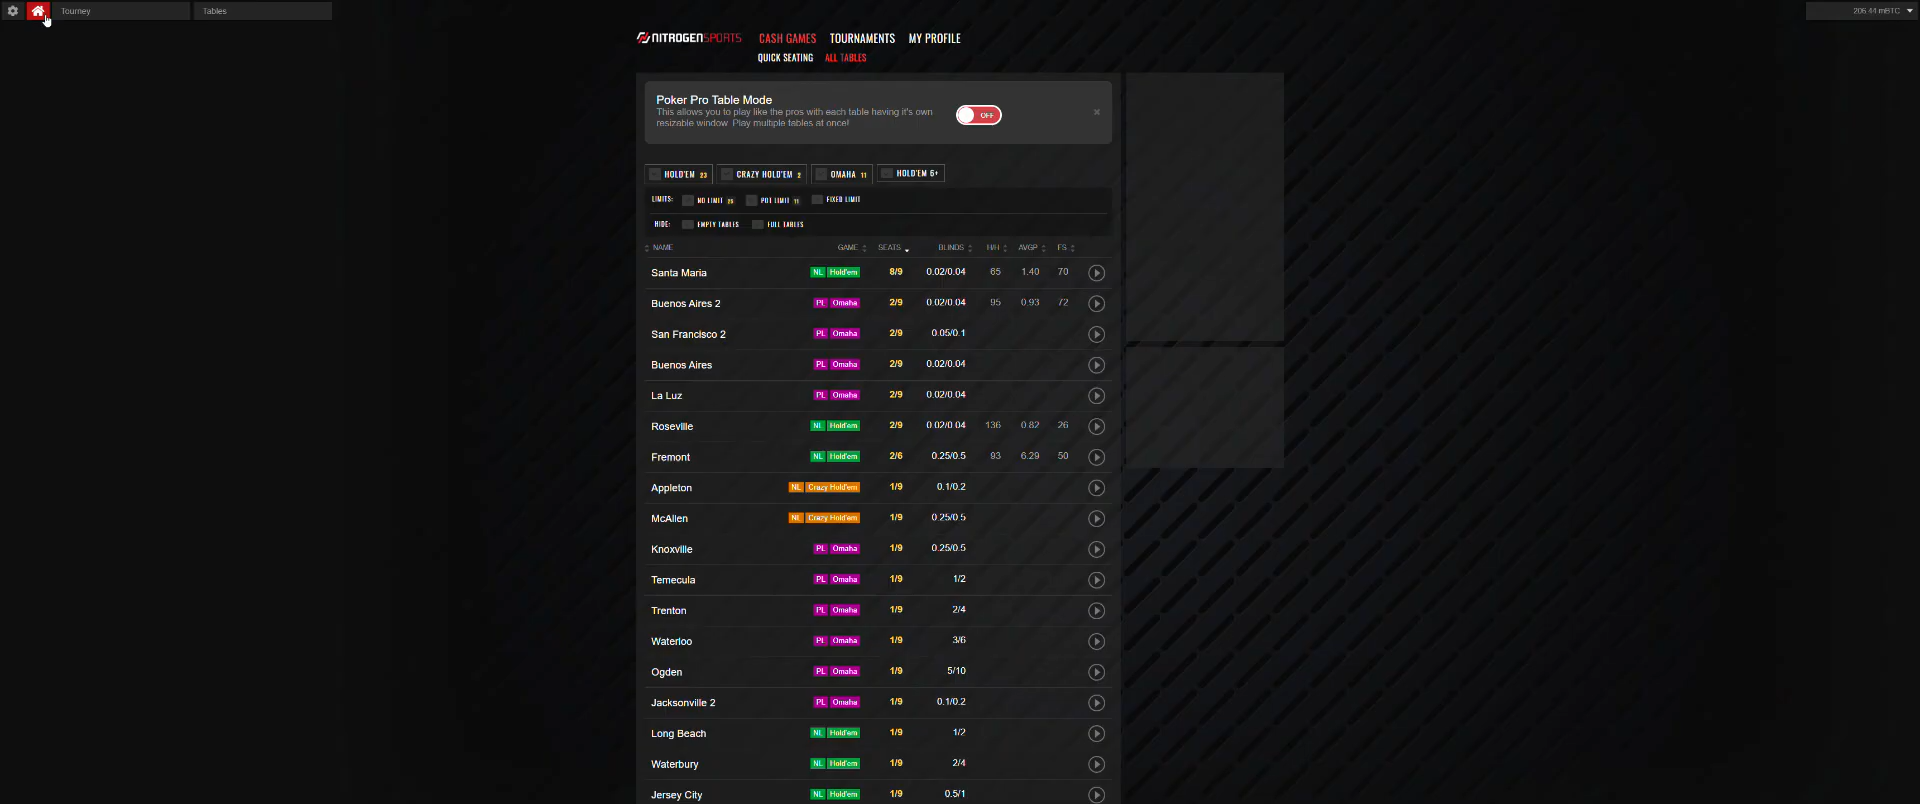 Tourney Tables 206.44 mBTC
NITROGENSPORTS CASH GAMES TOURNAMENTS MY PROFILE
QUICK SEATING ALL TABLES
Poker Pro Table Mode
This allows you to play like the pros with each table having it's own
resizable window. Play multiple tables at once!
OFF
HOLD'EM 23 CRAZY HOLD'EM 2 OMAHA 11 HOLD'EM 6+
LIMITS: NO LIMIT 25 POT LIMIT 11 FIXED LIMIT
HIDE: EMPTY TABLES FULL TABLES
NAME GAME SEATS BLINDS H/H AVGP FS
Santa Maria NL Hold'em 8/9 0.02/0.04 65 1.40 70
Buenos Aires 2 PL Omaha 2/9 0.02/0.04 95 0.93 72
San Francisco 2 PL Omaha 2/9 0.05/0.1
Buenos Aires PL Omaha 2/9 0.02/0.04
La Luz PL Omaha 2/9 0.02/0.04
Roseville NL Hold'em 2/9 0.02/0.04 136 0.82 26
Fremont NL Hold'em 2/6 0.25/0.5 93 6.29 50
Appleton NL Crazy Hold'em 1/9 0.1/0.2
McAllen NL Crazy Hold'em 1/9 0.25/0.5
Knoxville PL Omaha 1/9 0.25/0.5
Temecula PL Omaha 1/9 1/2
Trenton PL Omaha 1/9 2/4
Waterloo PL Omaha 1/9 3/6
Ogden PL Omaha 1/9 5/10
Jacksonville 2 PL Omaha 1/9 0.1/0.2
Long Beach NL Hold'em 1/9 1/2
Waterbury NL Hold'em 1/9 2/4
Jersey City NL Hold'em 1/9 0.5/1